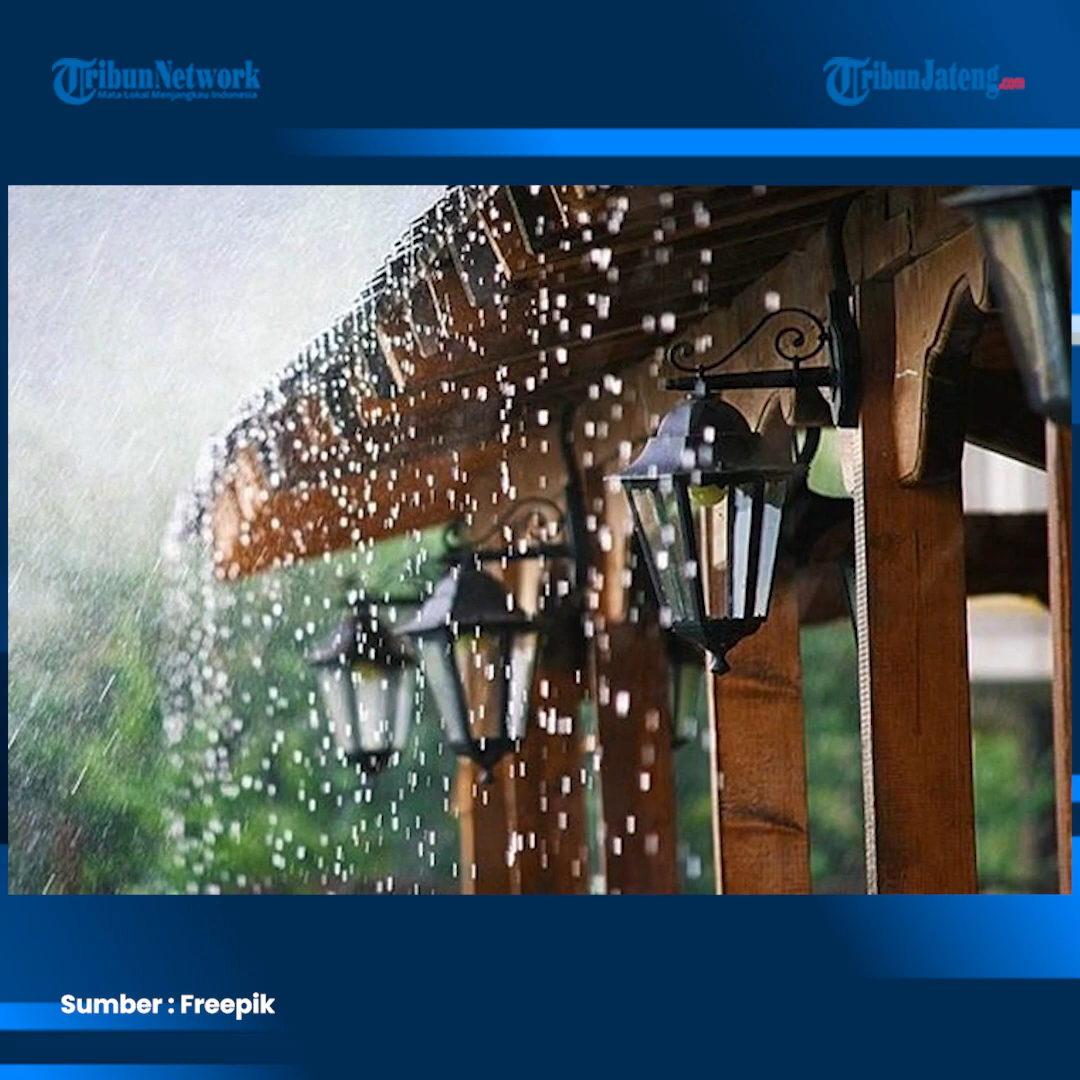 TribunNetwork
Mata Lokal Menjangkau Indonesia
TribunJateng.com
Sumber : Freepik